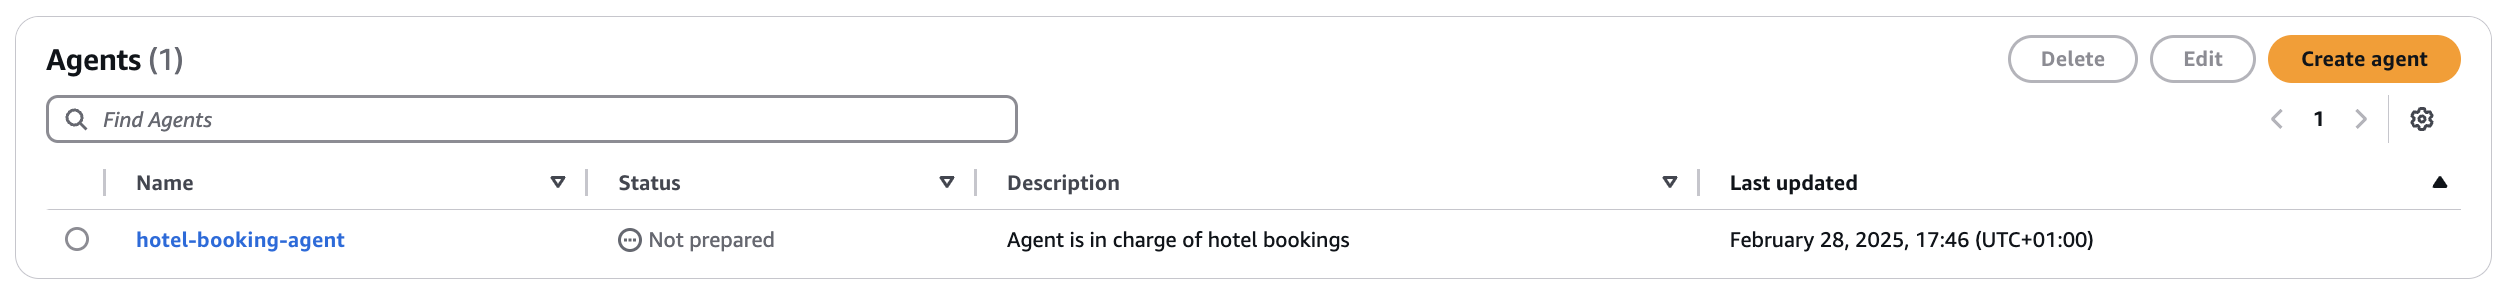 Agents (1)
Delete
Edit
Create agent
Find Agents
1
Name
Status
Description
Last updated
hotel-booking-agent
Not prepared
Agent is in charge of hotel bookings
February 28, 2025, 17:46 (UTC+01:00)